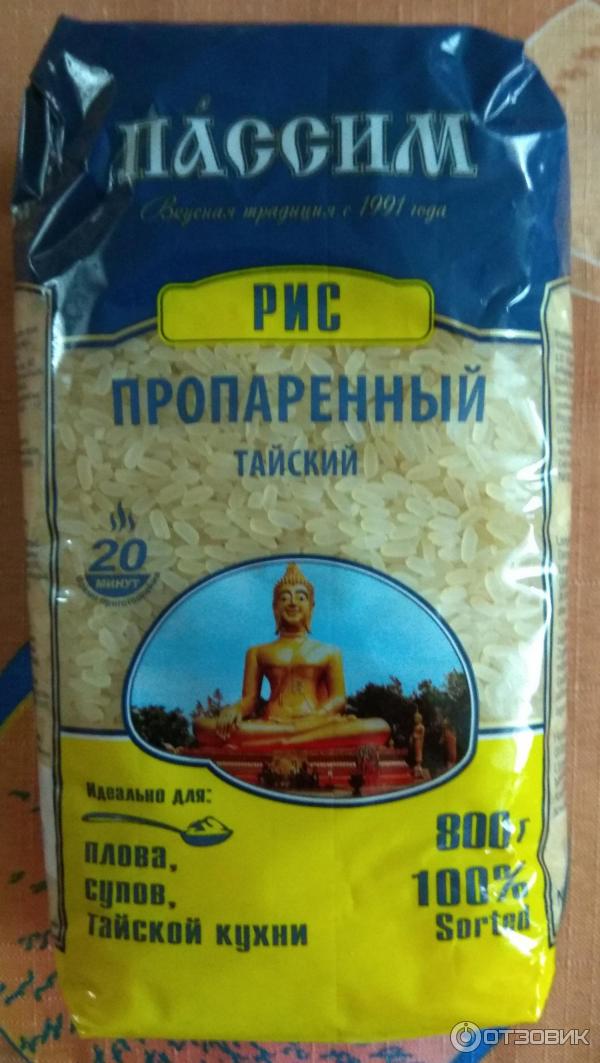 ПАССИМ
Вкусная традиция с 1991 года
РИС
ПРОПАРЕННЫЙ
ТАЙСКИЙ
20
МИНУТ
Идеально для:
плова,
супов,
тайской кухни
800 г
100%
Sorted
ОТЗОВИК